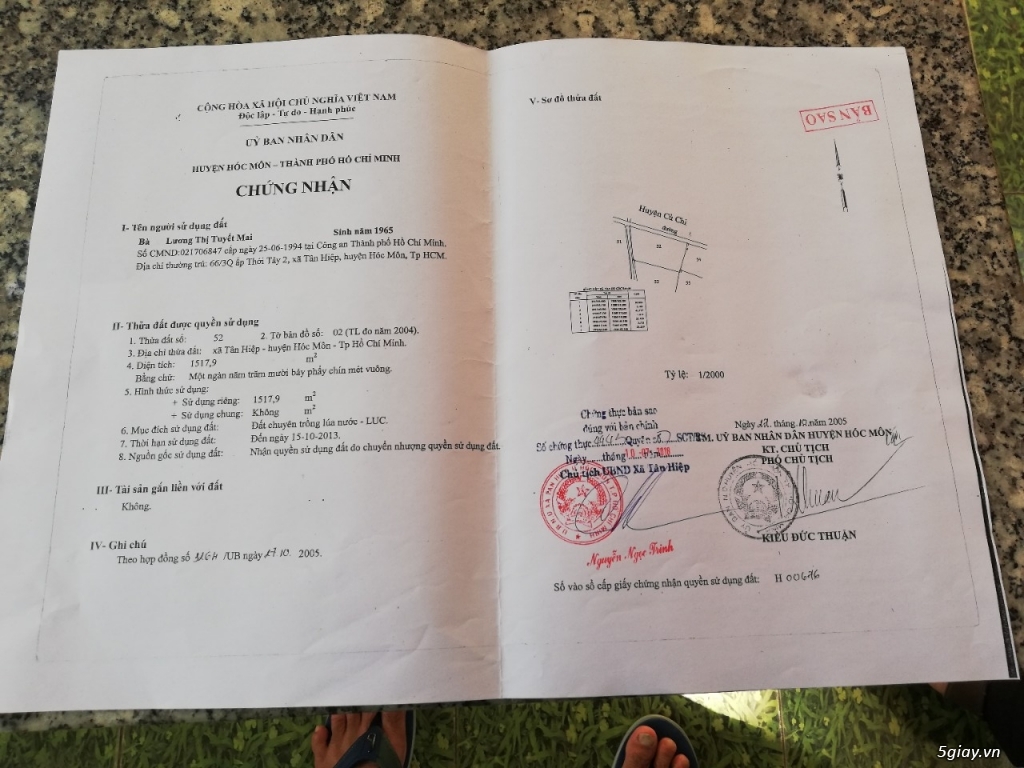 CỘNG HÒA XÃ HỘI CHỦ NGHĨA VIỆT NAM
Độc lập - Tự do - Hạnh phúc
UỶ BAN NHÂN DÂN
HUYỆN HÓC MÔN – THÀNH PHỐ HỒ CHÍ MINH
CHỨNG NHẬN
I- Tên người sử dụng đất
Bà Lương Thị Tuyết Mai Sinh năm 1965
Số CMND:021706847 cấp ngày 25-06-1994 tại Công an Thành phố Hồ Chí Minh.
Địa chỉ thường trú: 66/3Q ấp Thới Tây 2, xã Tân Hiệp, huyện Hóc Môn, Tp HCM.
II- Thửa đất được quyền sử dụng
1. Thửa đất số: 52 2. Tờ bản đồ số: 02 (TL đo năm 2004).
3. Địa chỉ thửa đất: xã Tân Hiệp - huyện Hóc Môn - Tp Hồ Chí Minh.
4. Diện tích: 1517,9 m²
Bằng chữ: Một ngàn năm trăm mười bảy phẩy chín mét vuông.
5. Hình thức sử dụng:
+ Sử dụng riêng: 1517,9 m²
+ Sử dụng chung: Không m²
6. Mục đích sử dụng đất: Đất chuyên trồng lúa nước - LUC.
7. Thời hạn sử dụng đất: Đến ngày 15-10-2013.
8. Nguồn gốc sử dụng đất: Nhận quyền sử dụng đất do chuyển nhượng quyền sử dụng đất.
III- Tài sản gắn liền với đất
Không.
IV- Ghi chú
Theo hợp đồng số /UB ngày 10. 2005.
V- Sơ đồ thửa đất
BẢN SAO
Huyện Củ Chi
đường
Tỷ lệ: 1/2000
Chứng thực bản sao
đúng với bản chính
Số chứng thực Quyển số SCT/BS
Ngày tháng năm
Chủ tịch UBND Xã Tân Hiệp
Nguyễn Ngọc Trinh
Ngày tháng 10 năm 2005
TM. UỶ BAN NHÂN DÂN HUYỆN HÓC MÔN
KT. CHỦ TỊCH
PHÓ CHỦ TỊCH
KIỀU ĐỨC THUẬN
Số vào sổ cấp giấy chứng nhận quyền sử dụng đất: H 00676
5giay.vn